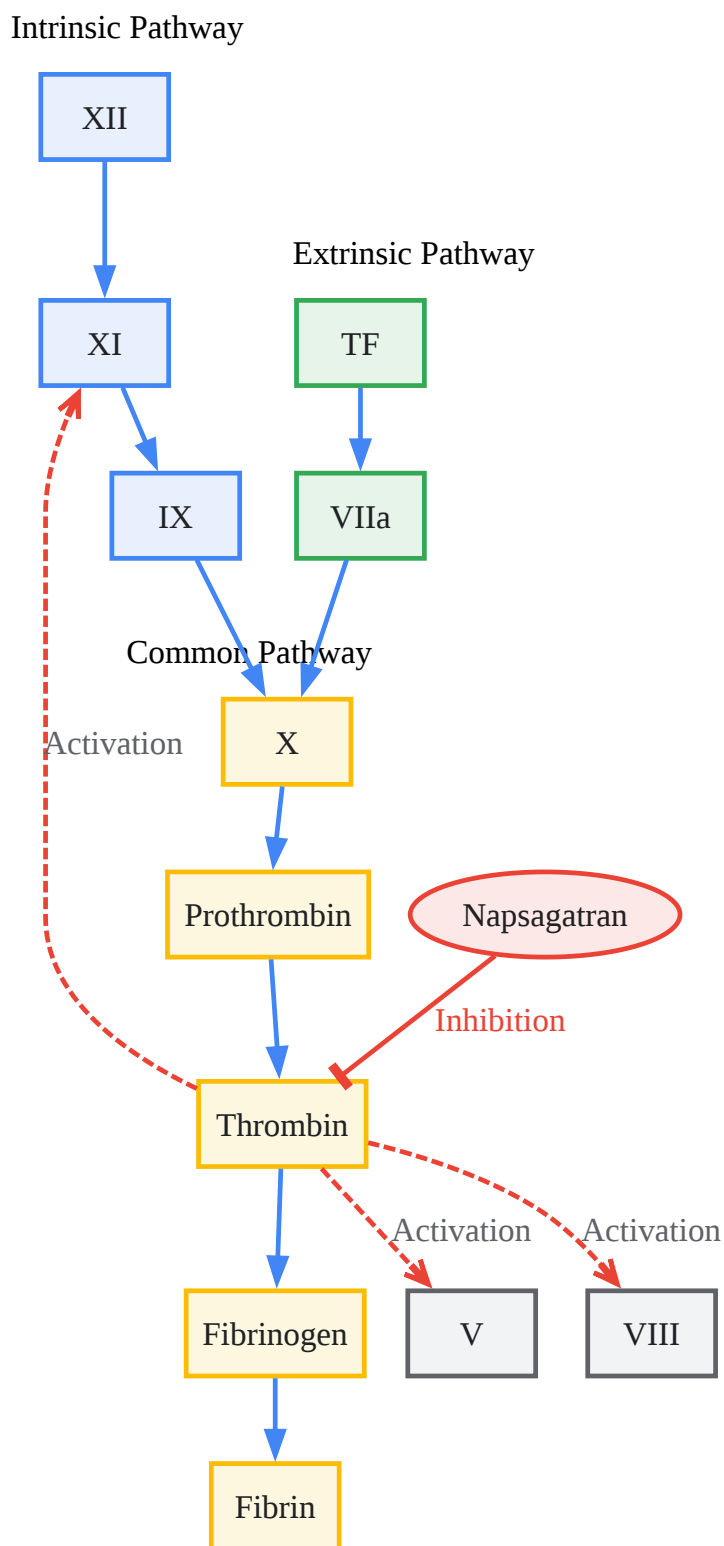 Intrinsic Pathway
XII
Extrinsic Pathway
XI
TF
IX
VIIa
Common Pathway
Activation
X
Prothrombin
Napsagatran
Inhibition
Thrombin
Activation
Activation
Fibrinogen
V
VIII
Fibrin